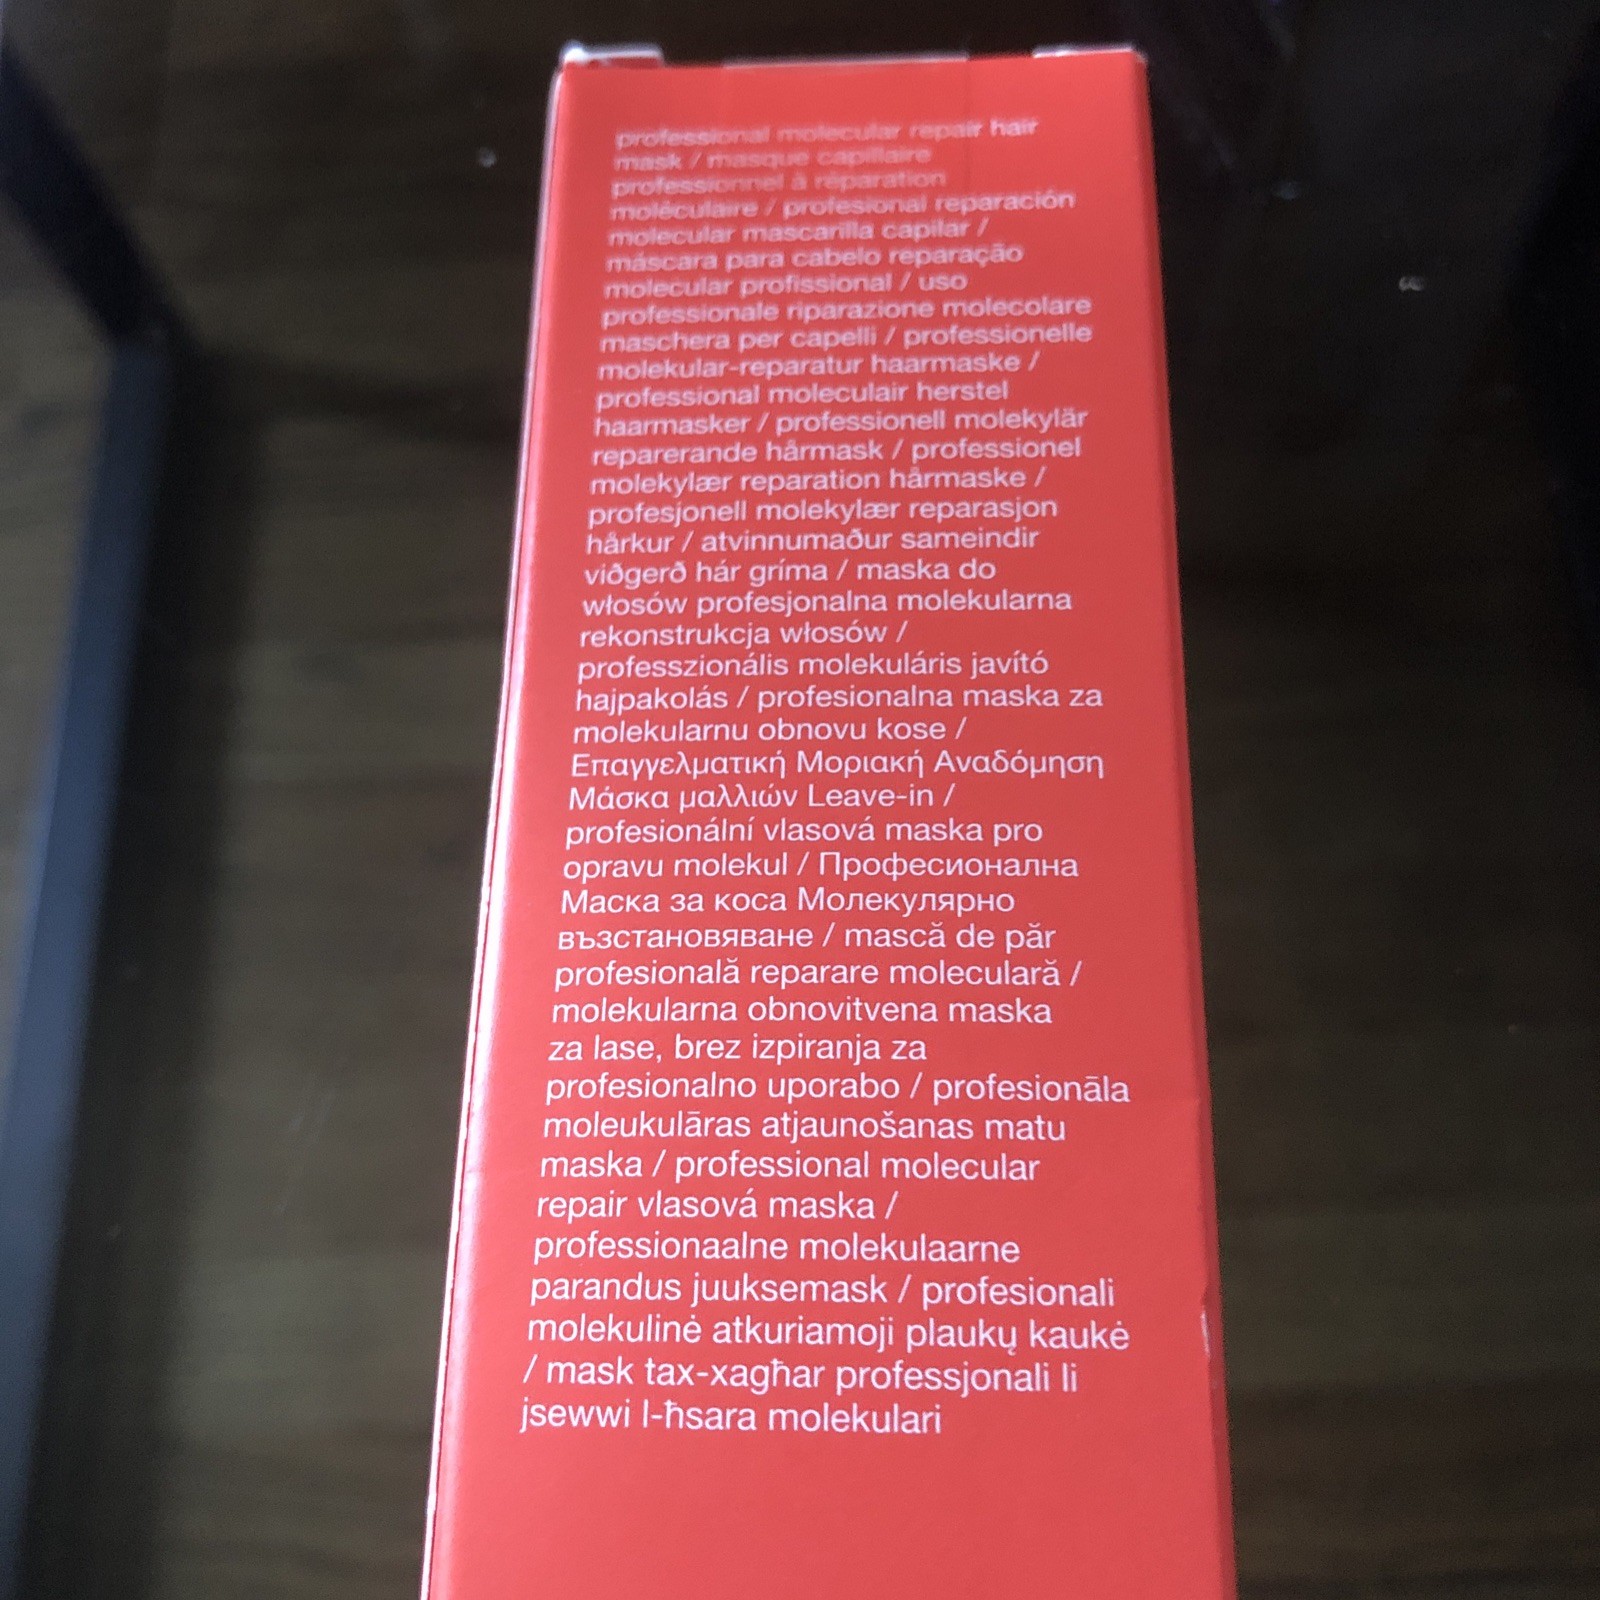 professional molecular repair hair
mask / masque capillaire
professionnel à réparation
moléculaire / profesional reparación
molecular mascarilla capilar /
máscara para cabelo reparação
molecular profissional / uso
professionale riparazione molecolare
maschera per capelli / professionelle
molekular-reparatur haarmaske /
professional moleculair herstel
haarmasker / professionell molekylär
reparerande hårmask / professionel
molekylær reparation hårmaske /
profesjonell molekylær reparasjon
hårkur / atvinnumaður sameindir
viðgerð hár gríma / maska do
włosów profesjonalna molekularna
rekonstrukcja włosów /
professzionális molekuláris javító
hajpakolás / profesionalna maska za
molekularnu obnovu kose /
Επαγγελματική Μοριακή Αναδόμηση
Μάσκα μαλλιών Leave-in /
profesionální vlasová maska pro
opravu molekul / Професионална
Маска за коса Молекулярно
възстановяване / mască de păr
profesională reparare moleculară /
molekularna obnovitvena maska
za lase, brez izpiranja za
profesionalno uporabo / profesionāla
moleukulāras atjaunošanas matu
maska / professional molecular
repair vlasová maska /
professionaalne molekulaarne
parandus juuksemask / profesionali
molekulinė atkuriamoji plaukų kaukė
/ mask tax-xagħar professjonali li
jsewwi l-ħsara molekulari